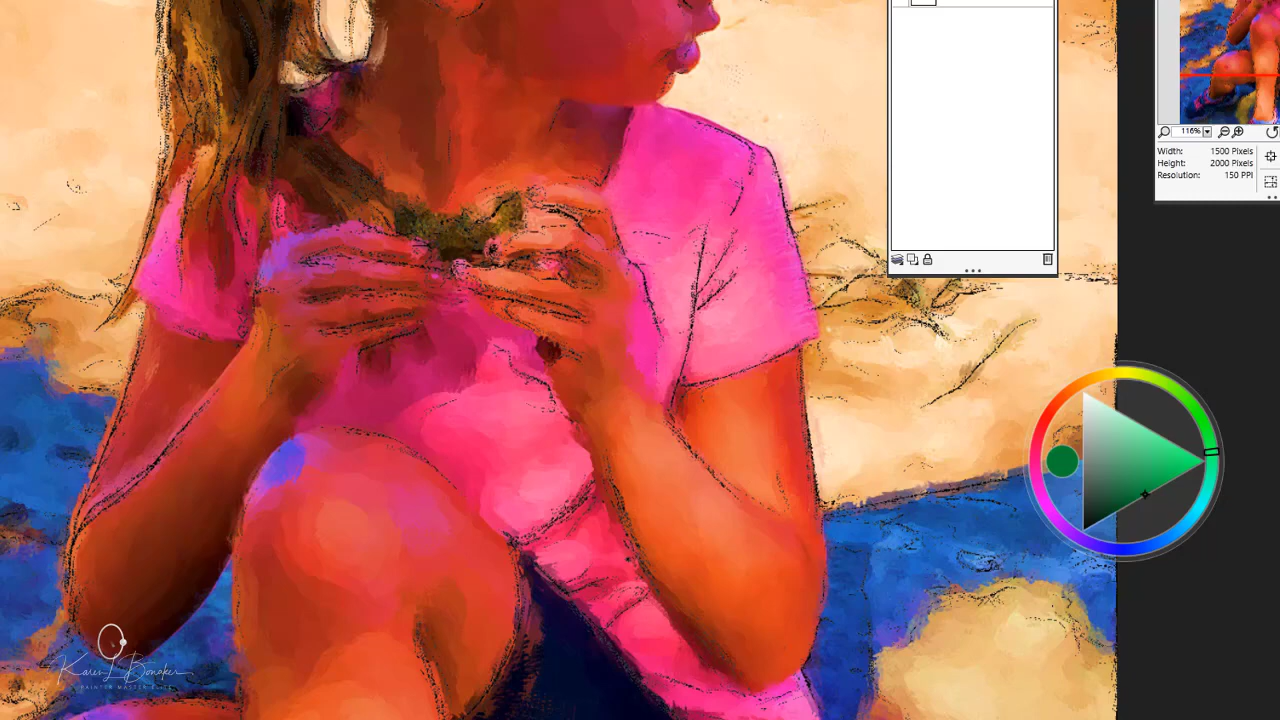 116%
Width: 1500 Pixels
Height: 2000 Pixels
Resolution: 150 PPI
Karen L Bonaker
PAINTER MASTER ELITE